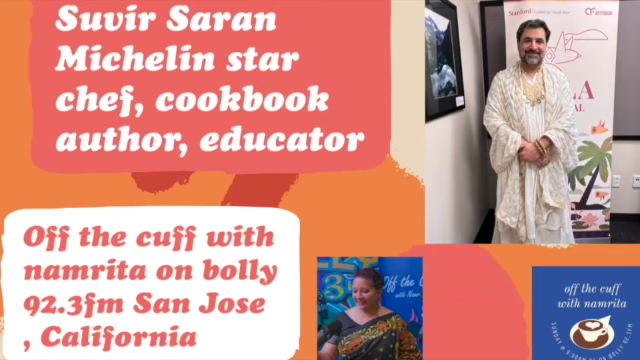 Suvir Saran
Michelin star
chef, cookbook
author, educator
Off the cuff with
namrita on bolly
92.3fm San Jose
, California
Stanford
off the cuff
with namrita